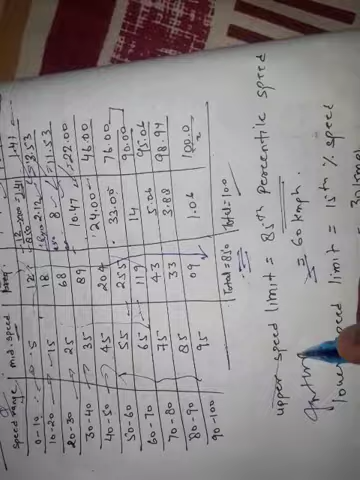 Speed range mid.speed freq.
0-10 5 12 1.41 1.41
10-20 15 18 2.12 3.53
20-30 25 68 8 11.53
30-40 35 89 10.47 22.00
40-50 45 204 24.00 46.00
50-60 55 255 76.00
60-70 65 119 14 90.00
70-80 75 43 5.06 95.06
80-90 85 33 3.88 98.94
90-100 95 09 1.06 100.0
Total=850 Total=100
upper speed limit = 85th percentile speed
= 60 kmph.
lower speed limit = 15th % speed